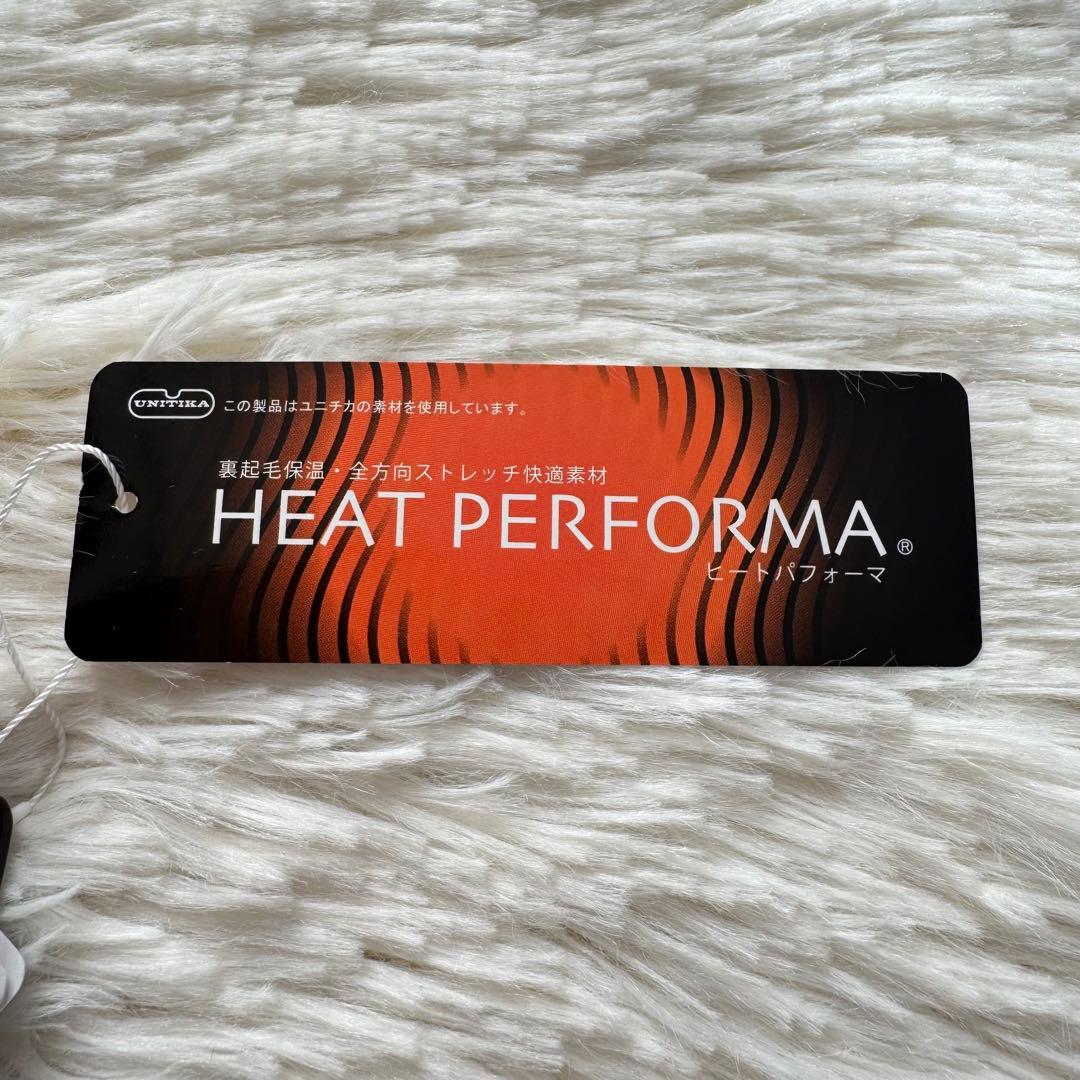 UNITIKA この製品はユニチカの素材を使用しています。
裏起毛保温・全方向ストレッチ快適素材
HEAT PERFORMA®
ヒートパフォーマ